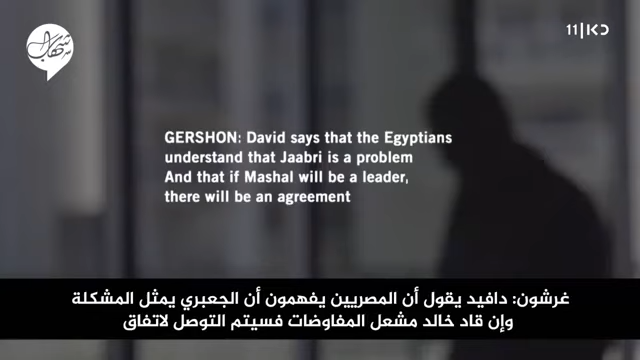 شهاب
11|כאן
GERSHON: David says that the Egyptians
understand that Jaabri is a problem
And that if Mashal will be a leader,
there will be an agreement
غرشون: دافيد يقول أن المصريين يفهمون أن الجعبري يمثل المشكلة
وإن قاد خالد مشعل المفاوضات فسيتم التوصل لاتفاق